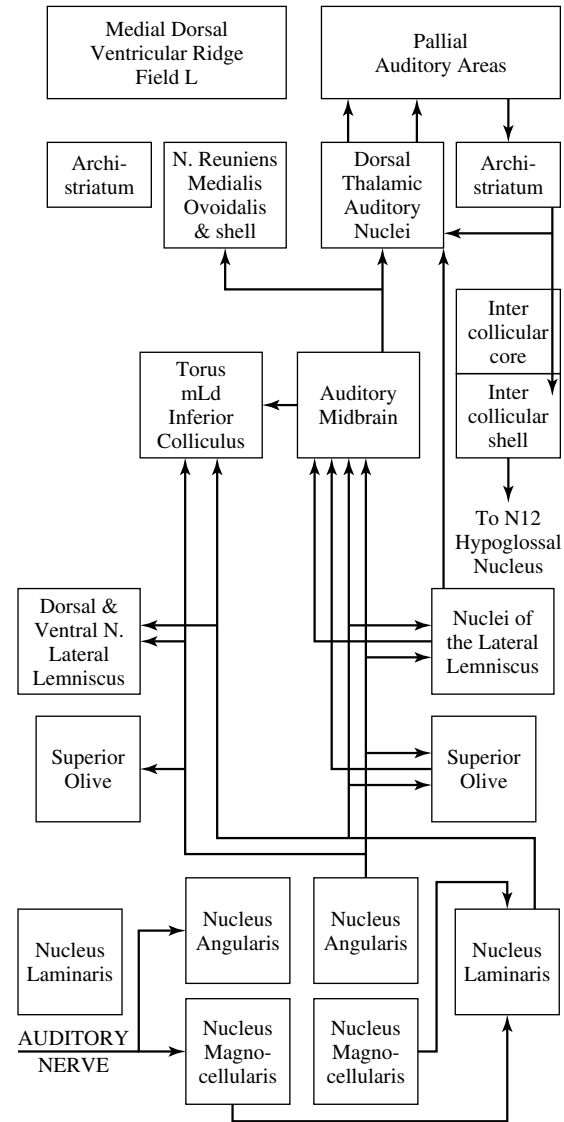 Medial Dorsal
Ventricular Ridge
Field L
Pallial
Auditory Areas
Archi-
striatum
N. Reuniens
Medialis
Ovoidalis
& shell
Dorsal
Thalamic
Auditory
Nuclei
Archi-
striatum
Inter
collicular
core
Torus
mLd
Inferior
Colliculus
Auditory
Midbrain
Inter
collicular
shell
To N12
Hypoglossal
Nucleus
Dorsal &
Ventral N.
Lateral
Lemniscus
Nuclei of
the Lateral
Lemniscus
Superior
Olive
Superior
Olive
Nucleus
Laminaris
Nucleus
Angularis
Nucleus
Angularis
Nucleus
Laminaris
AUDITORY
NERVE
Nucleus
Magno-
cellularis
Nucleus
Magno-
cellularis